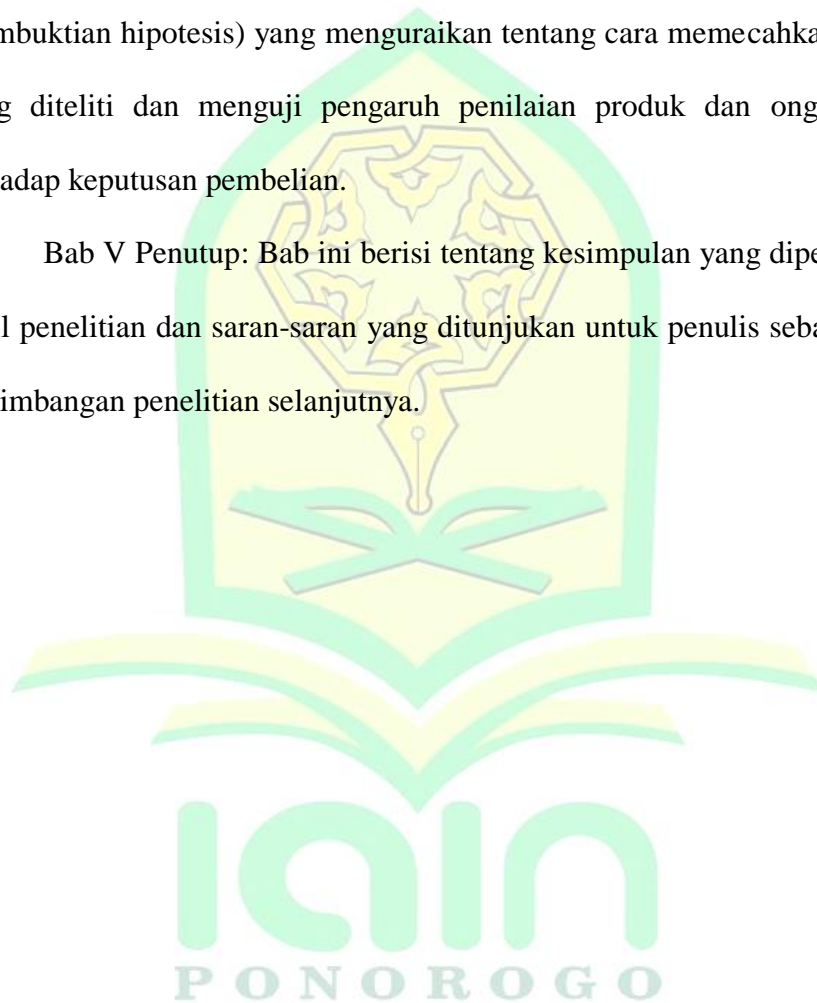 mbuktian hipotesis) yang menguraikan tentang cara memecahka
g diteliti dan menguji pengaruh penilaian produk dan ong
adap keputusan pembelian.
Bab V Penutup: Bab ini berisi tentang kesimpulan yang dipe
l penelitian dan saran-saran yang ditunjukan untuk penulis seba
imbangan penelitian selanjutnya.
iain
PONOROGO